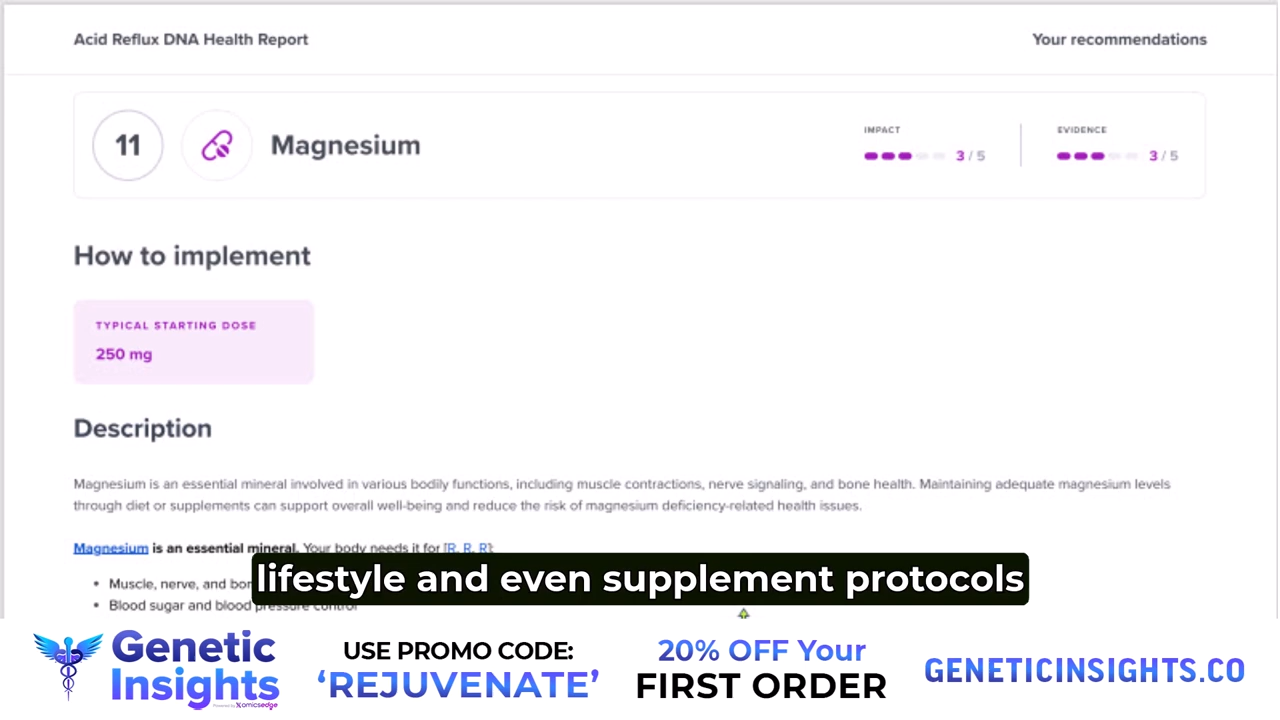 Acid Reflux DNA Health Report
Your recommendations
11
Magnesium
IMPACT
3 / 5
EVIDENCE
3 / 5
How to implement
TYPICAL STARTING DOSE
250 mg
Description
Magnesium is an essential mineral involved in various bodily functions, including muscle contractions, nerve signaling, and bone health. Maintaining adequate magnesium levels
through diet or supplements can support overall well-being and reduce the risk of magnesium deficiency-related health issues.
Magnesium is an essential mineral. Your body needs it for [R, R, R]:
• Muscle, nerve, and bon
• Blood sugar and blood pressure control
lifestyle and even supplement protocols
Genetic
Insights
Powered by Xomicsedge
USE PROMO CODE:
‘REJUVENATE’
20% OFF Your
FIRST ORDER
GENETICINSIGHTS.CO